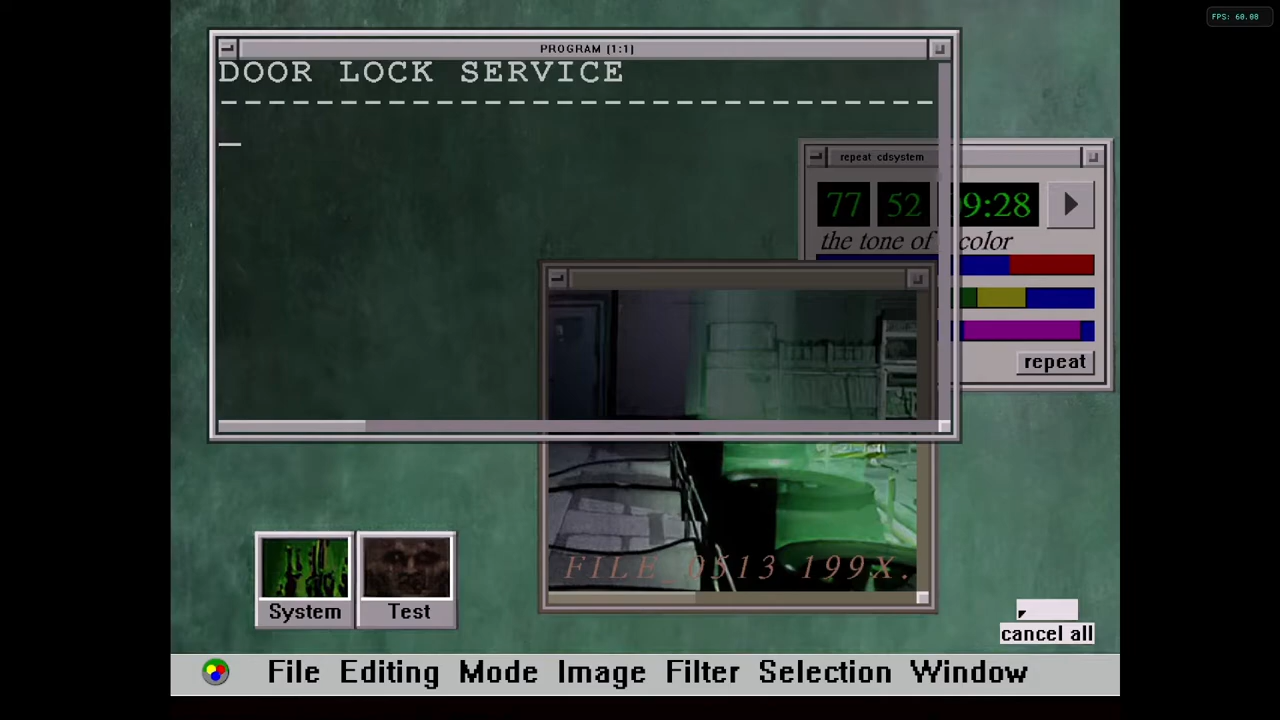 FPS: 60.00
PROGRAM [1:1]
DOOR LOCK SERVICE
repeat cdsystem
77 52 9:28
the tone of color
repeat
FILE_0513 199X.
System
Test
cancel all
File Editing Mode Image Filter Selection Window